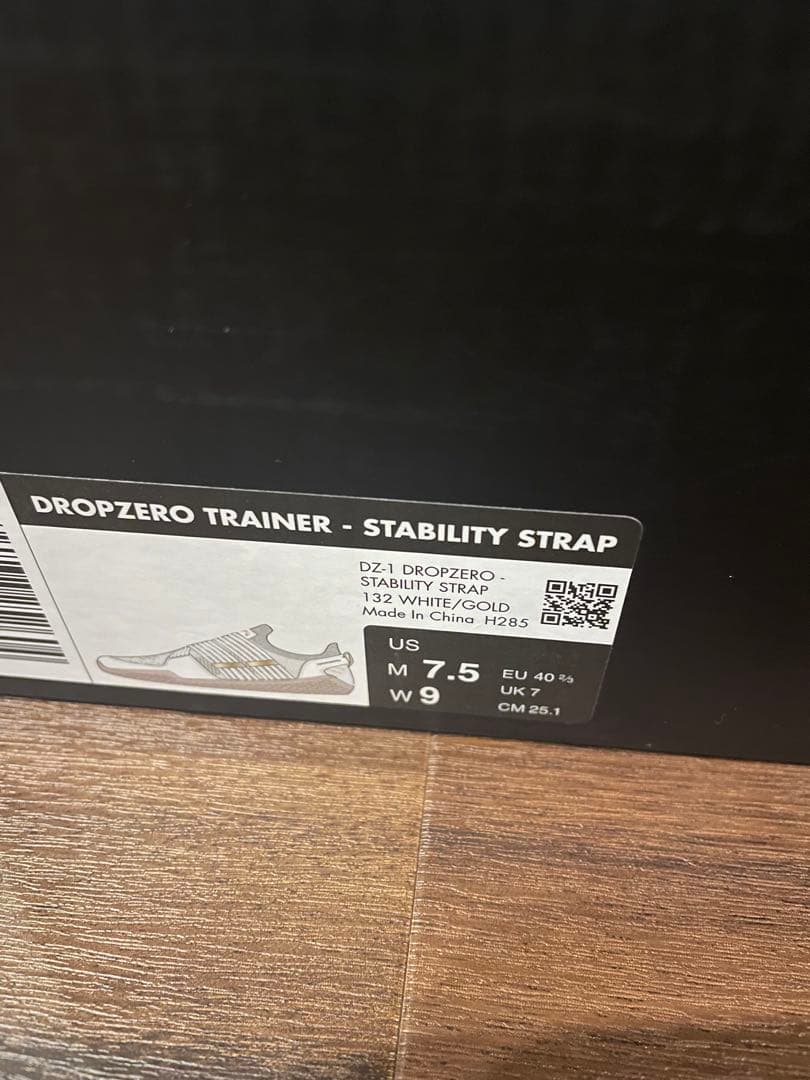 DROPZERO TRAINER - STABILITY STRAP
DZ-1 DROPZERO -
STABILITY STRAP
132 WHITE/GOLD
Made In China H285
US
M 7.5
W 9
EU 40 ⅔
UK 7
CM 25.1